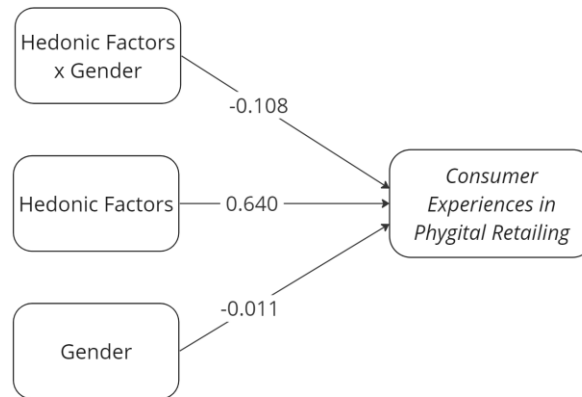 Hedonic Factors
x Gender
-0.108
Hedonic Factors
0.640
Consumer
Experiences in
Phygital Retailing
-0.011
Gender